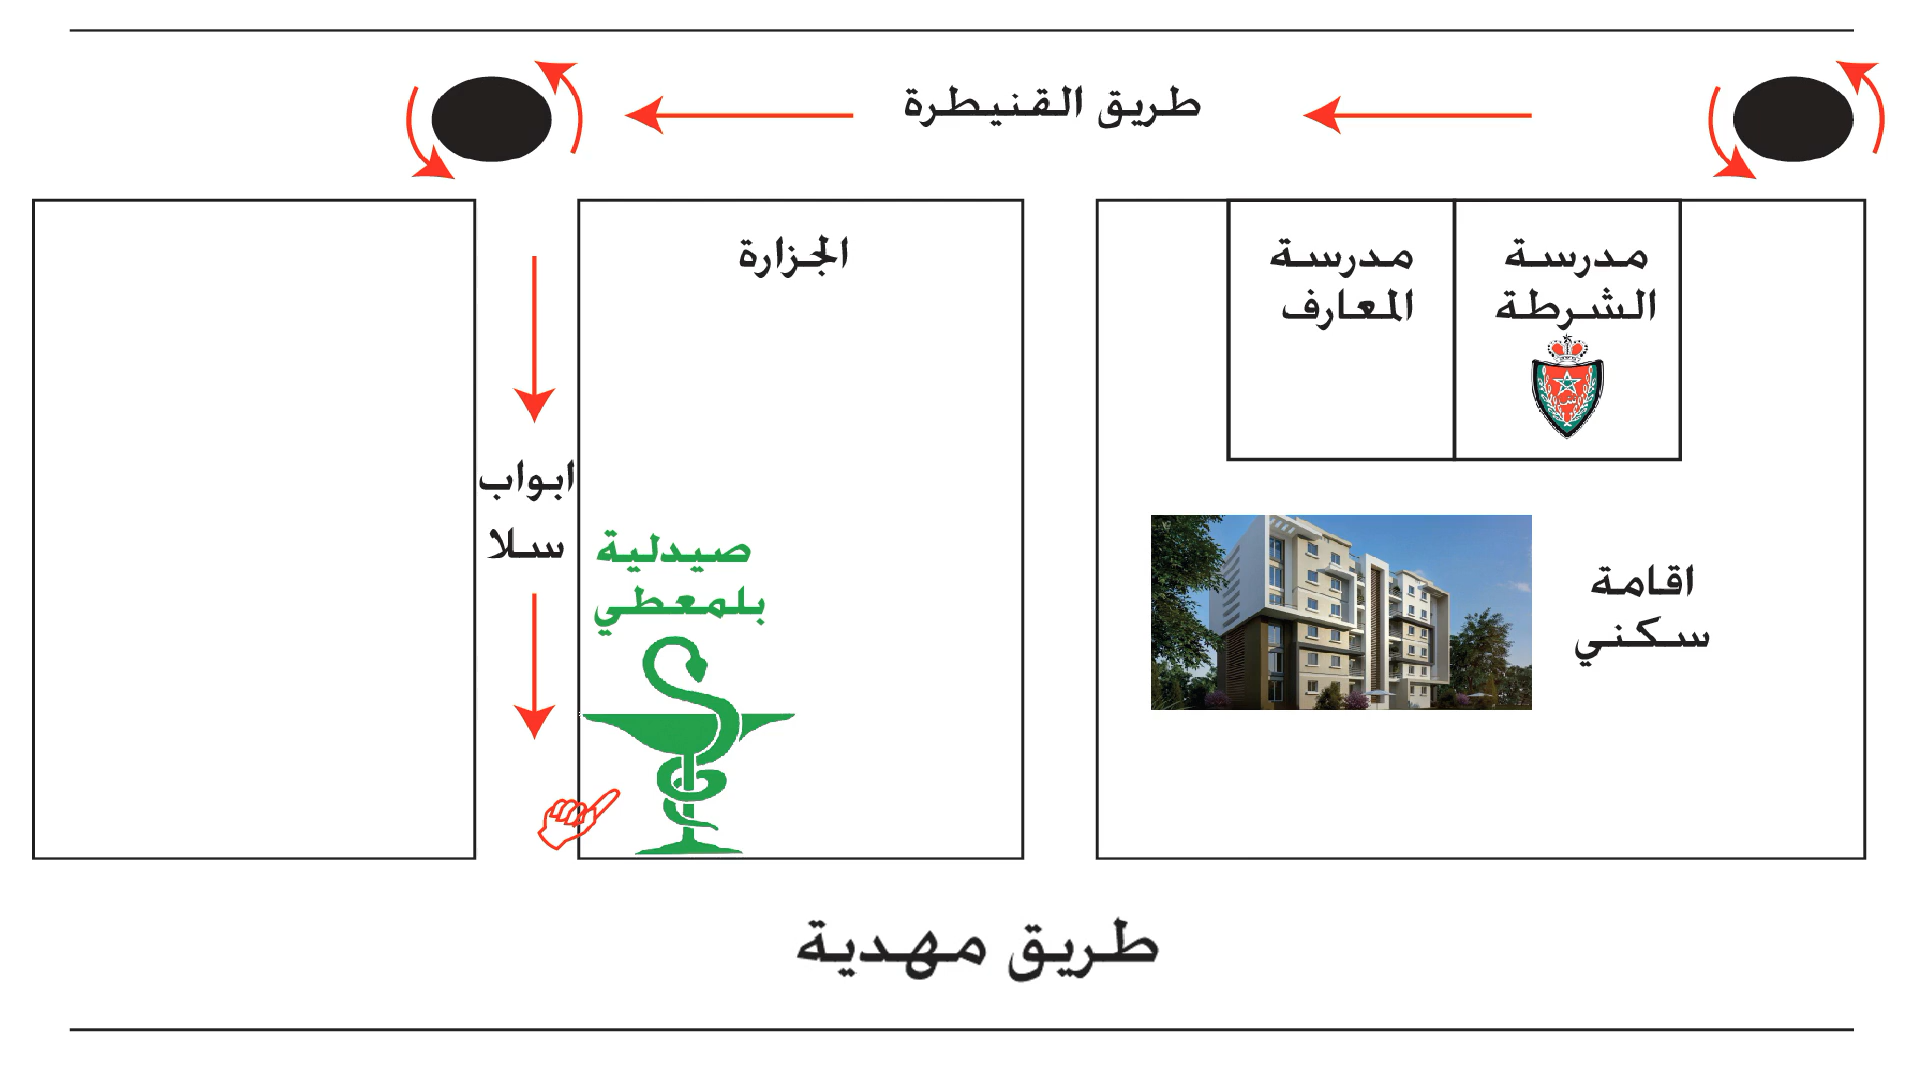 طريق القنيطرة
مدرسة
الشرطة
مدرسة
المعارف
الجزارة
ابواب
سلا
صيدلية
بلمعطي
اقامة
سكني
طريق مهدية